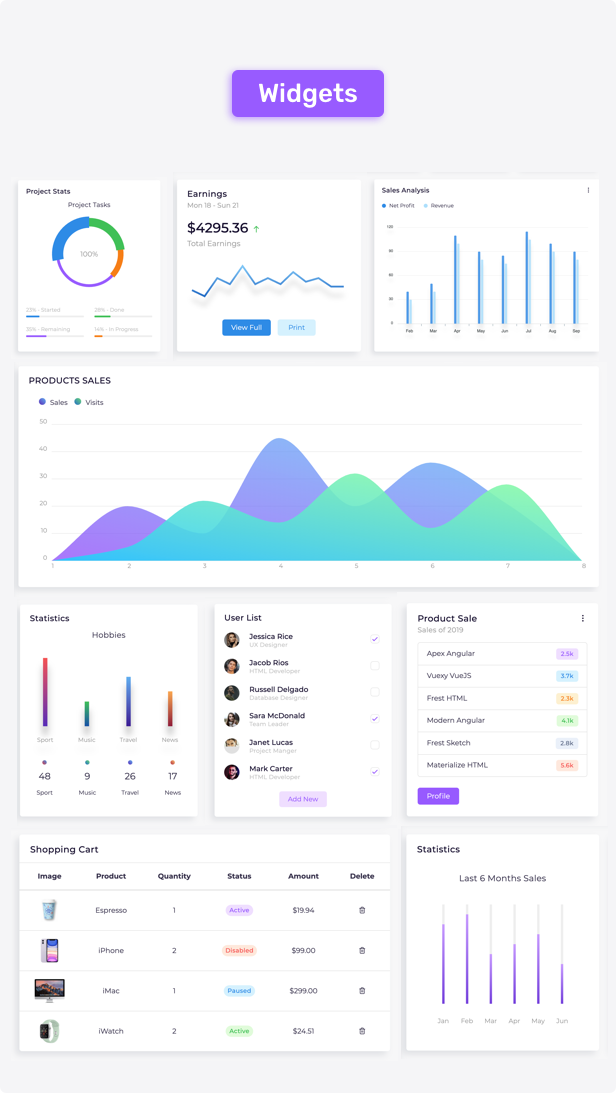 Widgets
Project Stats
Project Tasks
100%
23% - Started
28% - Done
35% - Remaining
14% - In Progress
Earnings
Mon 18 - Sun 21
$4295.36
Total Earnings
View Full
Print
Sales Analysis
Net Profit
Revenue
100
80
60
30
0
Feb
Mar
Apr
May
Jun
Jul
Aug
Sep
PRODUCTS SALES
Sales
Visits
50
40
30
20
10
0
1
2
3
4
5
6
7
8
Statistics
Hobbies
Sport
Music
Travel
News
48
9
26
17
Sport
Music
Travel
News
User List
Jessica Rice
UX Designer
Jacob Rios
HTML Developer
Russell Delgado
Database Designer
Sara McDonald
Team Leader
Janet Lucas
Project Manger
Mark Carter
HTML Developer
Add New
Product Sale
Sales of 2019
Apex Angular 2.5k
Vuexy VueJS 3.7k
Frest HTML 2.3k
Modern Angular 4.1k
Frest Sketch 2.8k
Materialize HTML 5.6k
Profile
Shopping Cart
Image Product Quantity Status Amount Delete
Espresso 1 Active $19.94
iPhone 2 Disabled $99.00
iMac 1 Paused $299.00
iWatch 2 Active $24.51
Statistics
Last 6 Months Sales
Jan
Feb
Mar
Apr
May
Jun